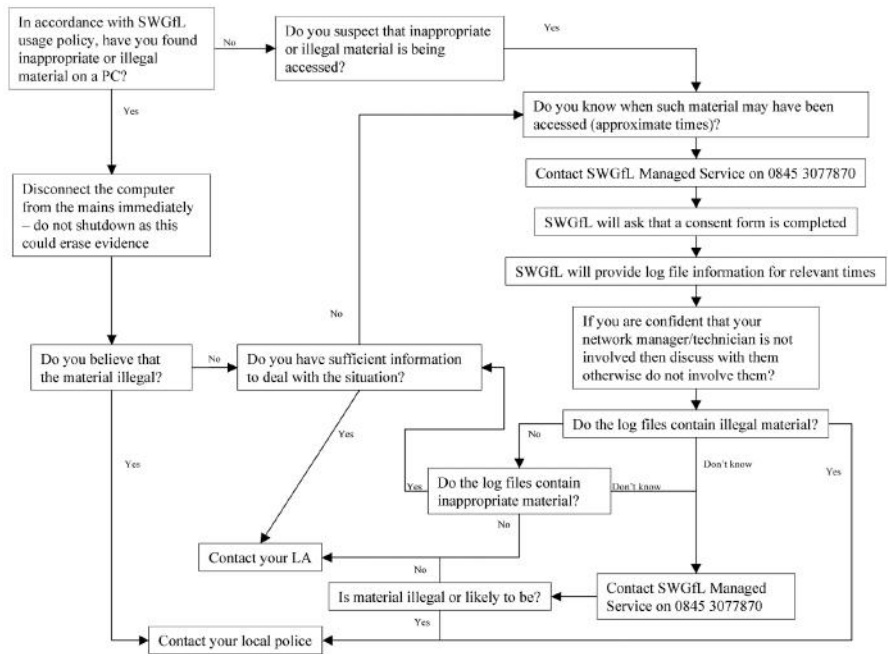 In accordance with SWGfL
usage policy, have you found
inappropriate or illegal
material on a PC?
No
Do you suspect that inappropriate
or illegal material is being
accessed?
Yes
Yes
Do you know when such material may have been
accessed (approximate times)?
Contact SWGfL Managed Service on 0845 3077870
Disconnect the computer
from the mains immediately
– do not shutdown as this
could erase evidence
SWGfL will ask that a consent form is completed
SWGfL will provide log file information for relevant times
No
If you are confident that your
network manager/technician is not
involved then discuss with them
otherwise do not involve them?
Do you believe that
the material illegal?
No
Do you have sufficient information
to deal with the situation?
Do the log files contain illegal material?
Yes
No
Yes
Don't know
Yes
Yes
Do the log files contain
inappropriate material?
Don't know
No
Contact your LA
No
Is material illegal or likely to be?
Contact SWGfL Managed
Service on 0845 3077870
Yes
Contact your local police